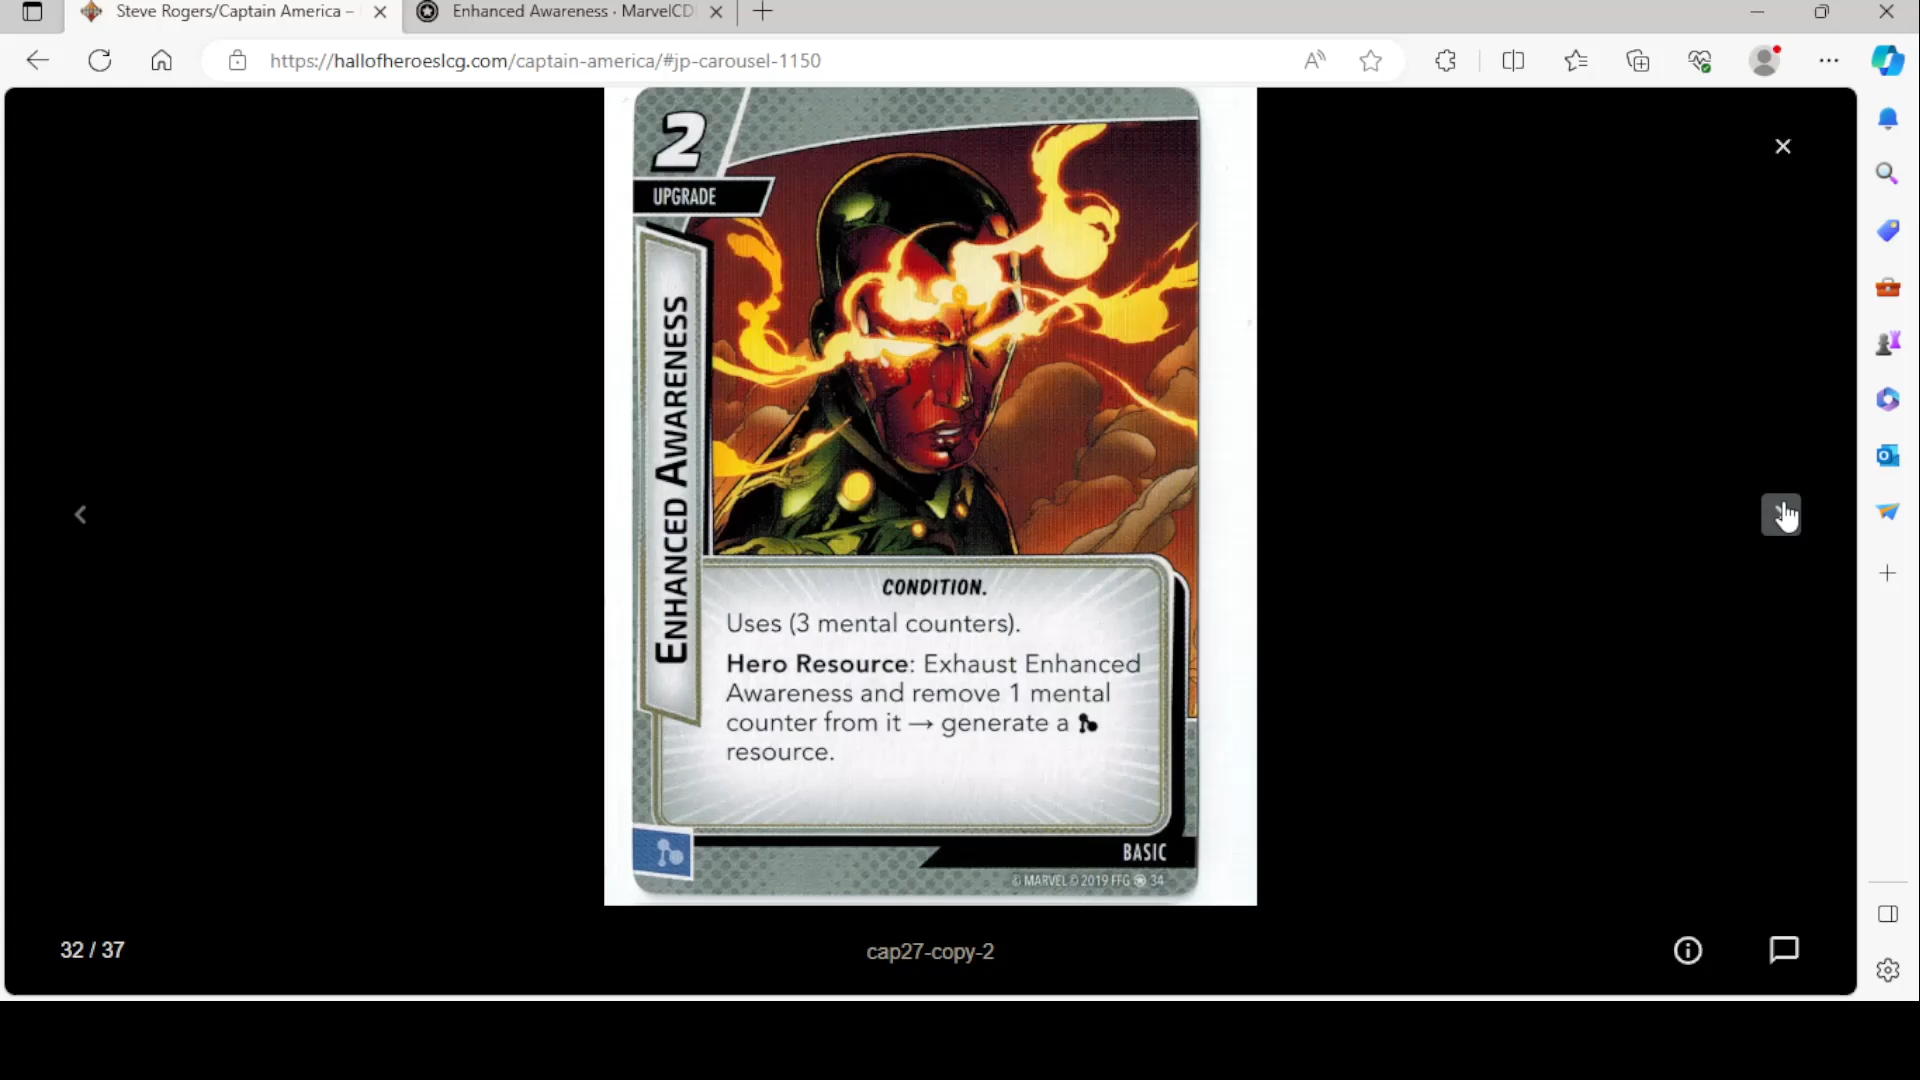 Steve Rogers/Captain America –
Enhanced Awareness · MarvelCD
https://hallofheroeslcg.com/captain-america/#jp-carousel-1150
2
UPGRADE
ENHANCED AWARENESS
CONDITION.
Uses (3 mental counters).
Hero Resource: Exhaust Enhanced
Awareness and remove 1 mental
counter from it → generate a
resource.
BASIC
© MARVEL © 2019 FFG 34
32 / 37
cap27-copy-2